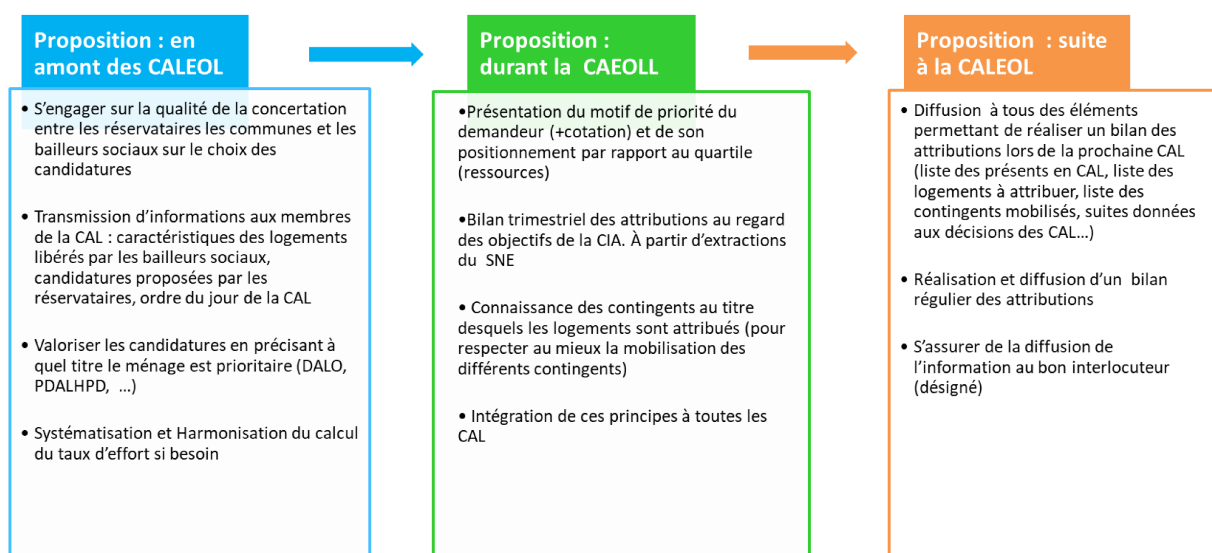 Proposition : en
amont des CALEOL
• S’engager sur la qualité de la concertation
entre les réservataires les communes et les
bailleurs sociaux sur le choix des
candidatures
• Transmission d’informations aux membres
de la CAL : caractéristiques des logements
libérés par les bailleurs sociaux,
candidatures proposées par les
réservataires, ordre du jour de la CAL
• Valoriser les candidatures en précisant à
quel titre le ménage est prioritaire (DALO,
PDALHPD, …)
• Systématisation et Harmonisation du calcul
du taux d’effort si besoin
Proposition :
durant la CAEOLL
•Présentation du motif de priorité du
demandeur (+cotation) et de son
positionnement par rapport au quartile
(ressources)
•Bilan trimestriel des attributions au regard
des objectifs de la CIA. À partir d’extractions
du SNE
• Connaissance des contingents au titre
desquels les logements sont attribués (pour
respecter au mieux la mobilisation des
différents contingents)
• Intégration de ces principes à toutes les
CAL
Proposition : suite
à la CALEOL
• Diffusion à tous des éléments
permettant de réaliser un bilan des
attributions lors de la prochaine CAL
(liste des présents en CAL, liste des
logements à attribuer, liste des
contingents mobilisés, suites données
aux décisions des CAL…)
• Réalisation et diffusion d’un bilan
régulier des attributions
• S’assurer de la diffusion de
l’information au bon interlocuteur
(désigné)